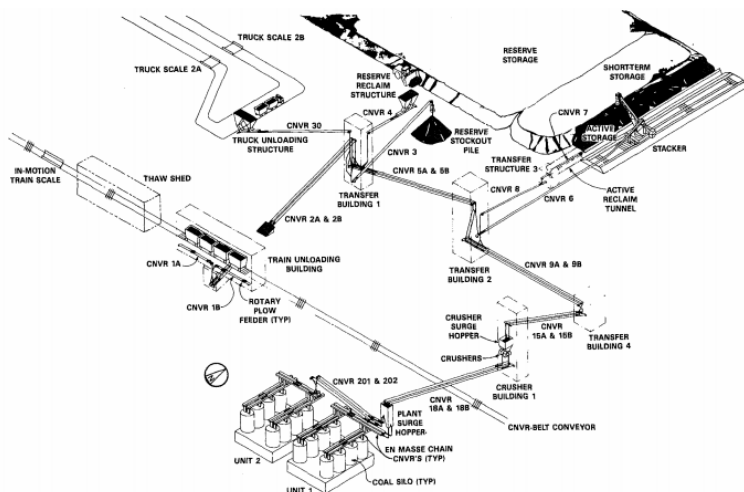 TRUCK SCALE 2B
TRUCK SCALE 2A
RESERVE
STORAGE
SHORT-TERM
STORAGE
RESERVE
RECLAIM
STRUCTURE
CNVR 4
CNVR 7
CNVR 30
CNVR 3
ACTIVE
STORAGE
TRUCK UNLOADING
STRUCTURE
RESERVE
STOCKOUT
PILE
STACKER
TRANSFER
STRUCTURE 3
IN-MOTION
TRAIN SCALE
THAW SHED
CNVR 5A & 5B
TRANSFER
BUILDING 1
CNVR 8
CNVR 6
ACTIVE
RECLAIM
TUNNEL
CNVR 2A & 2B
TRAIN UNLOADING
BUILDING
CNVR 1A
TRANSFER
BUILDING 2
CNVR 9A & 9B
CNVR 1B
ROTARY PLOW
FEEDER (TYP)
CRUSHER
SURGE
HOPPER
CNVR
15A & 15B
TRANSFER
BUILDING 4
CRUSHERS
CNVR 201 & 202
CRUSHER
BUILDING 1
CNVR
18A & 18B
PLANT
SURGE
HOPPER
CNVR-BELT CONVEYOR
EN MASSE CHAIN
CNVR'S (TYP)
UNIT 2
COAL SILO (TYP)
UNIT 1